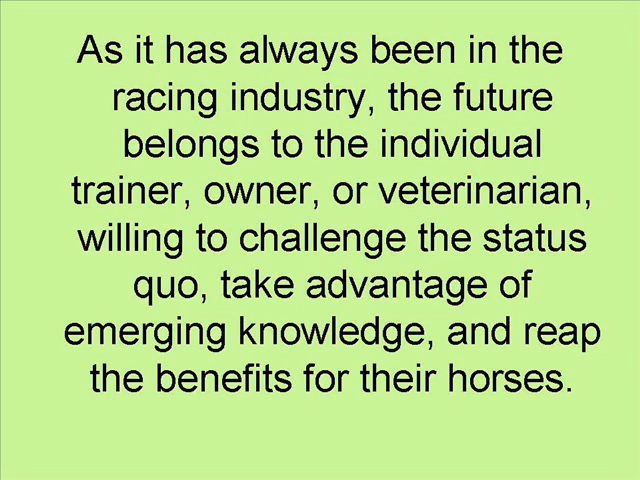 As it has always been in the
racing industry, the future
belongs to the individual
trainer, owner, or veterinarian,
willing to challenge the status
quo, take advantage of
emerging knowledge, and reap
the benefits for their horses.